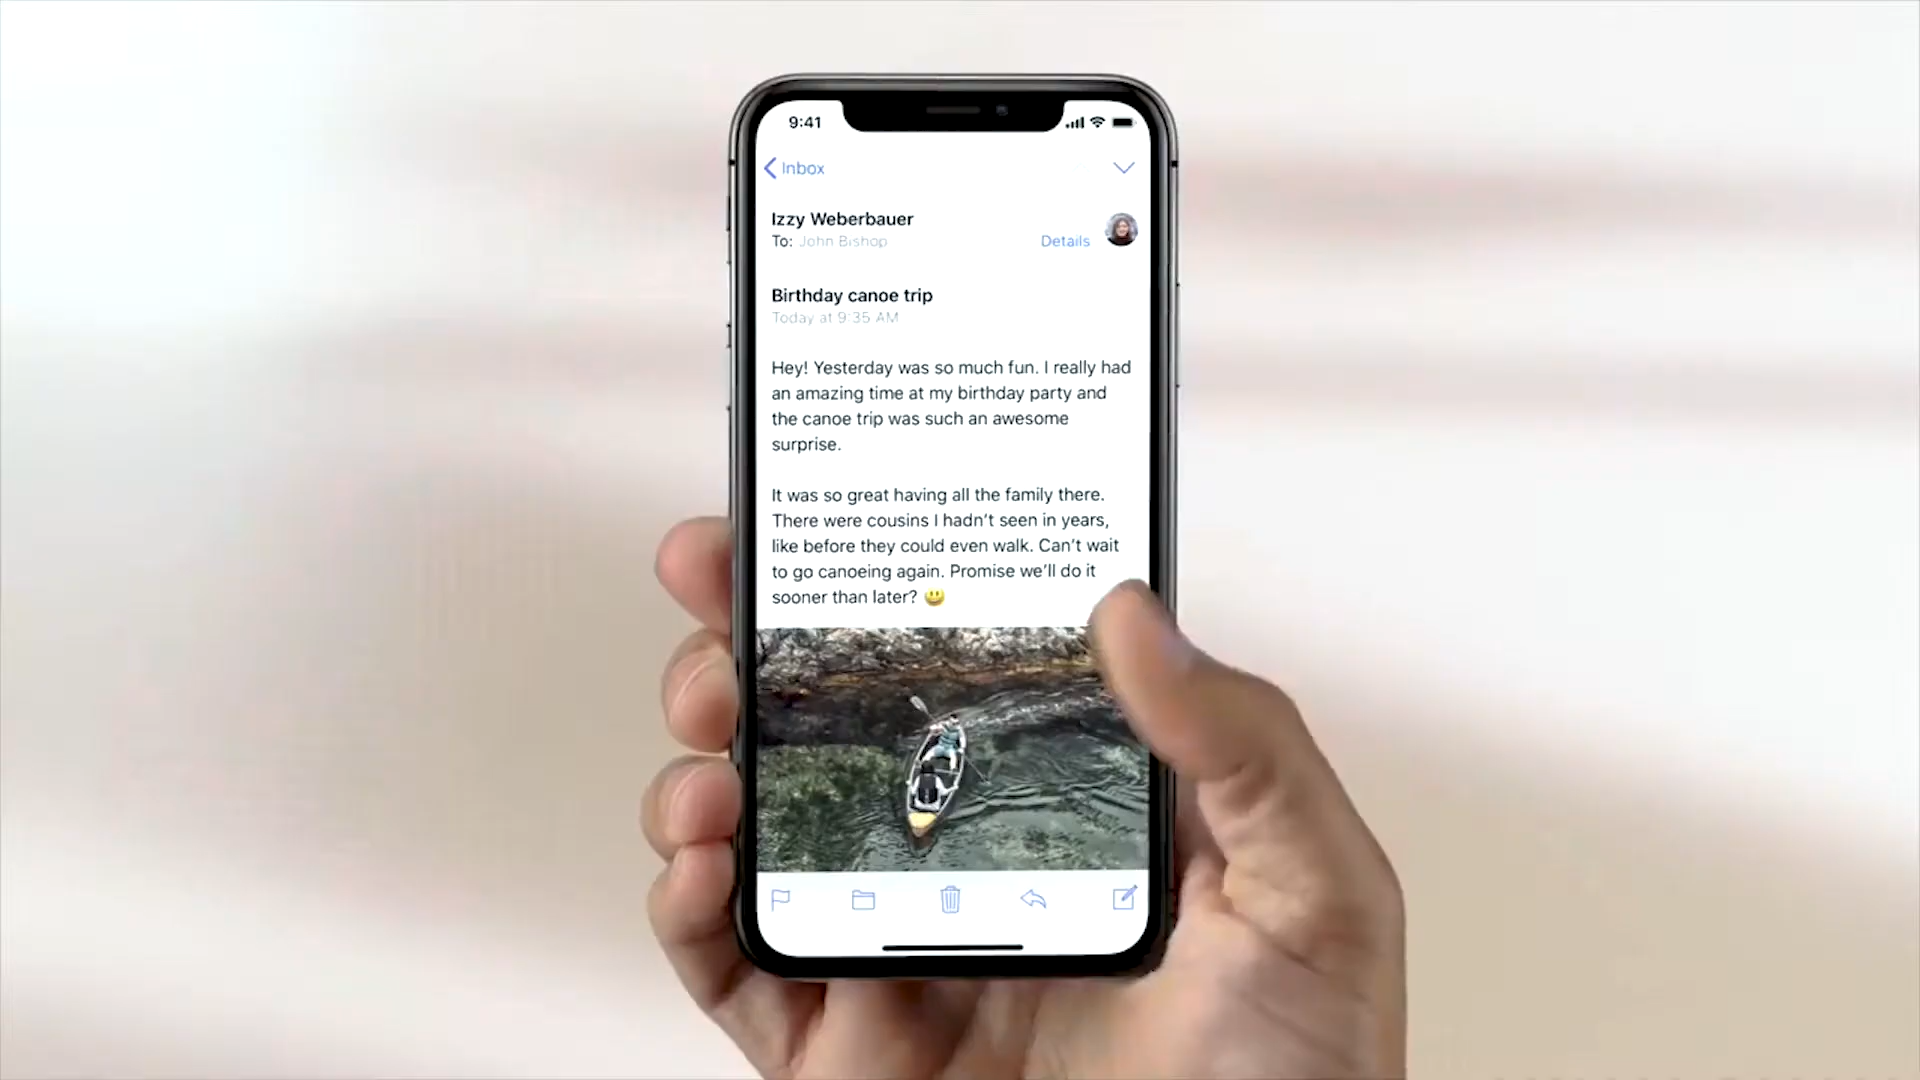 9:41
Inbox
Izzy Weberbauer
To: John Bishop
Details
Birthday canoe trip
Today at 9:35 AM
Hey! Yesterday was so much fun. I really had
an amazing time at my birthday party and
the canoe trip was such an awesome
surprise.
It was so great having all the family there.
There were cousins I hadn’t seen in years,
like before they could even walk. Can’t wait
to go canoeing again. Promise we’ll do it
sooner than later? 😃